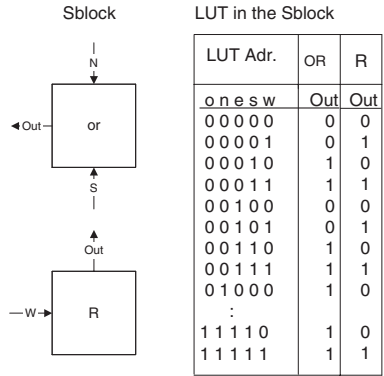 Sblock
LUT in the Sblock
N
Out
or
S
Out
W
R
LUT Adr. OR R
o n e s w Out Out
0 0 0 0 0 0 0
0 0 0 0 1 0 1
0 0 0 1 0 1 0
0 0 0 1 1 1 1
0 0 1 0 0 0 0
0 0 1 0 1 0 1
0 0 1 1 0 1 0
0 0 1 1 1 1 1
0 1 0 0 0 1 0
:
1 1 1 1 0 1 0
1 1 1 1 1 1 1